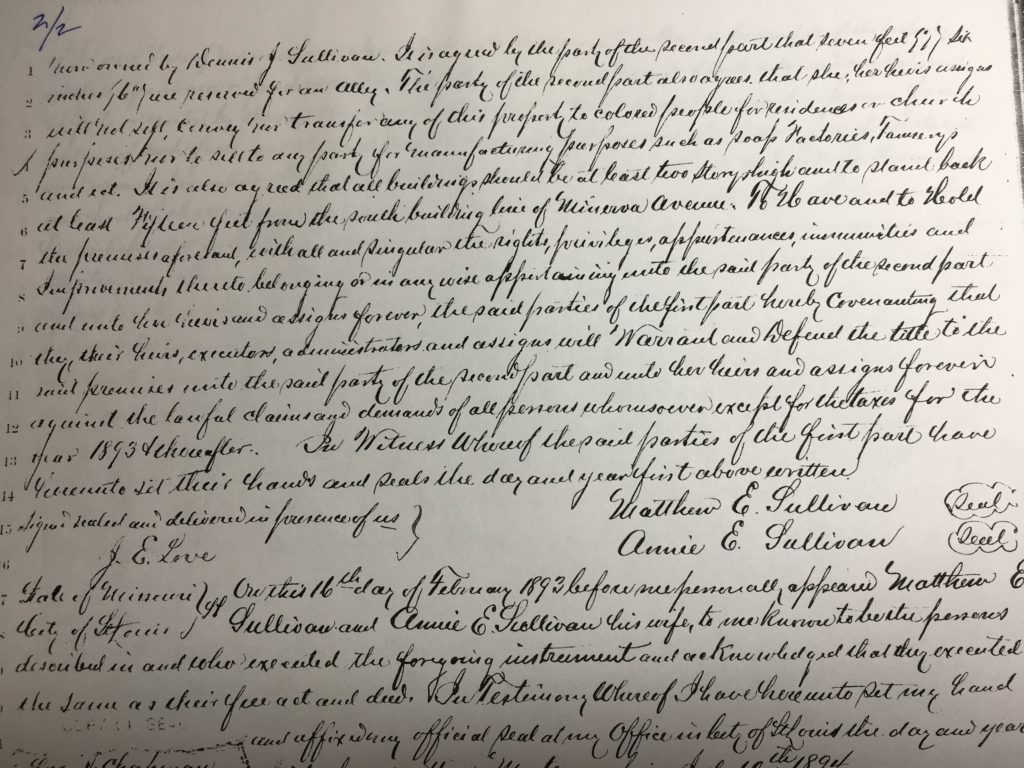 2/2
1 now owned by Dennis J. Sullivan. It is agreed by the party of the second part that seven feet (7') six
2 inches (6") are reserved for an alley. The party of the second part also agrees that she, her heirs assigns
3 will not sell, convey nor transfer any of this property to colored people for residences or church
purposes nor to sell to any party for manufacturing purposes such as soap Factories, Tannerys
5 and ect. It is also agreed that all buildings should be at least two storys high and to stand back
6 at least Fifteen feet from the south building line of Minerva Avenue. To Have and to Hold
7 the premises aforesaid, with all and singular the rights, privileges, appurtenances, immunities and
8 Improvements thereto belonging or in any wise appertaining unto the said party of the second part
9 and unto her heirs and assigns forever, the said parties of the first part hereby Covenanting that
10 they, their heirs, executors, administrators and assigns will Warrant and Defend the title to the
11 said premises unto the said party of the second part and unto her heirs and assigns forever
12 against the lawful claims and demands of all persons whomsoever except for the taxes for the
13 year 1893 & thereafter. In Witness Whereof the said parties of the first part have
14 hereunto set their hands and seals the day and year first above written
15 Signed sealed and delivered in presence of us } Matthew E. Sullivan (Seal)
6 J. E. Love Annie E. Sullivan (Seal)
7 State of Missouri } ss On this 16th day of February 1893 before me personally appeared Matthew E
8 City of St Louis } Sullivan and Annie E Sullivan his wife, to me known to be the persons
described in and who executed the foregoing instrument and acknowledged that they executed
the same as their free act and deed. In Testimony Whereof I have hereunto set my hand
and affixed my official seal at my Office in City of St Louis the day and year
10th 1894